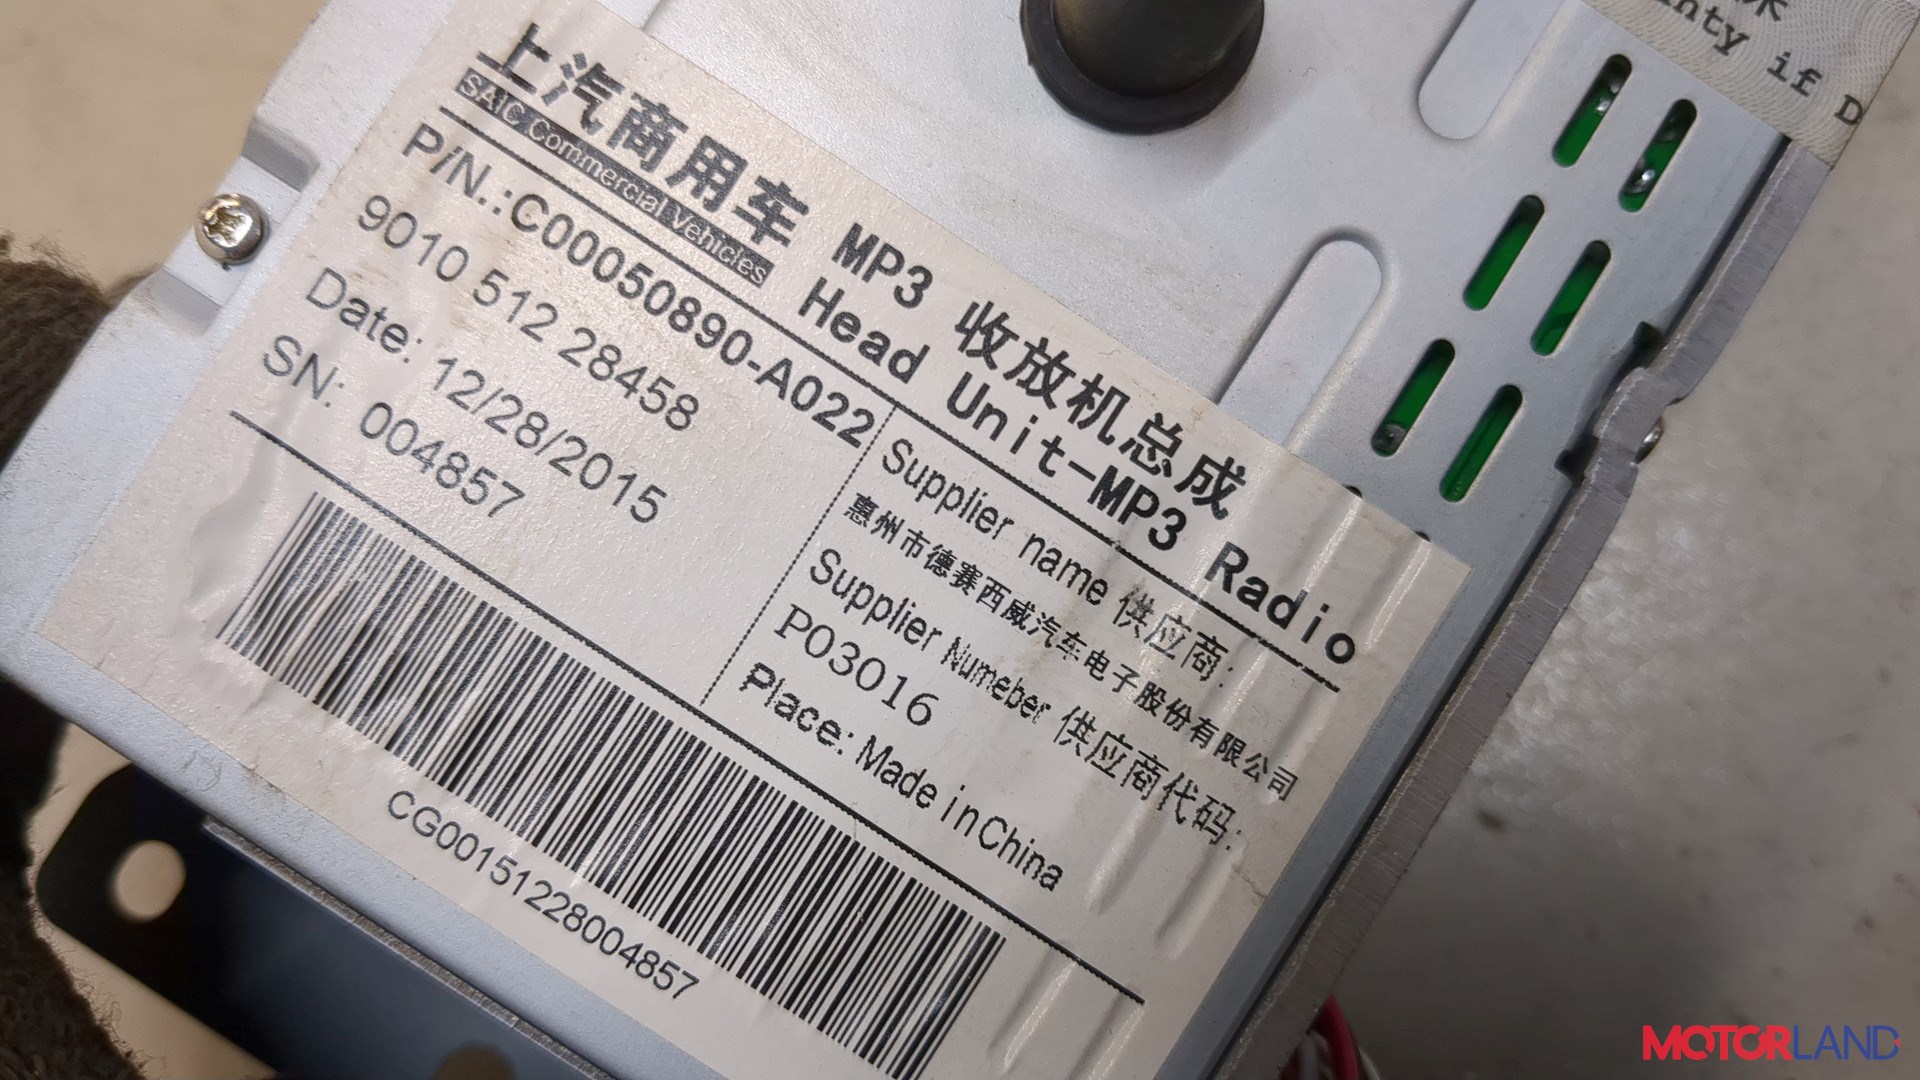 上汽商用车 MP3 收放机总成
SAIC Commercial Vehicles Head Unit-MP3 Radio
P/N.:C00050890-A022
9010 512 28458
Date: 12/28/2015
SN: 004857
Supplier name 供应商:
惠州市德赛西威汽车电子股份有限公司
Supplier Numeber 供应商代码:
P03016
Place: Made in China
CG00151228004857
if D
MOTORLAND